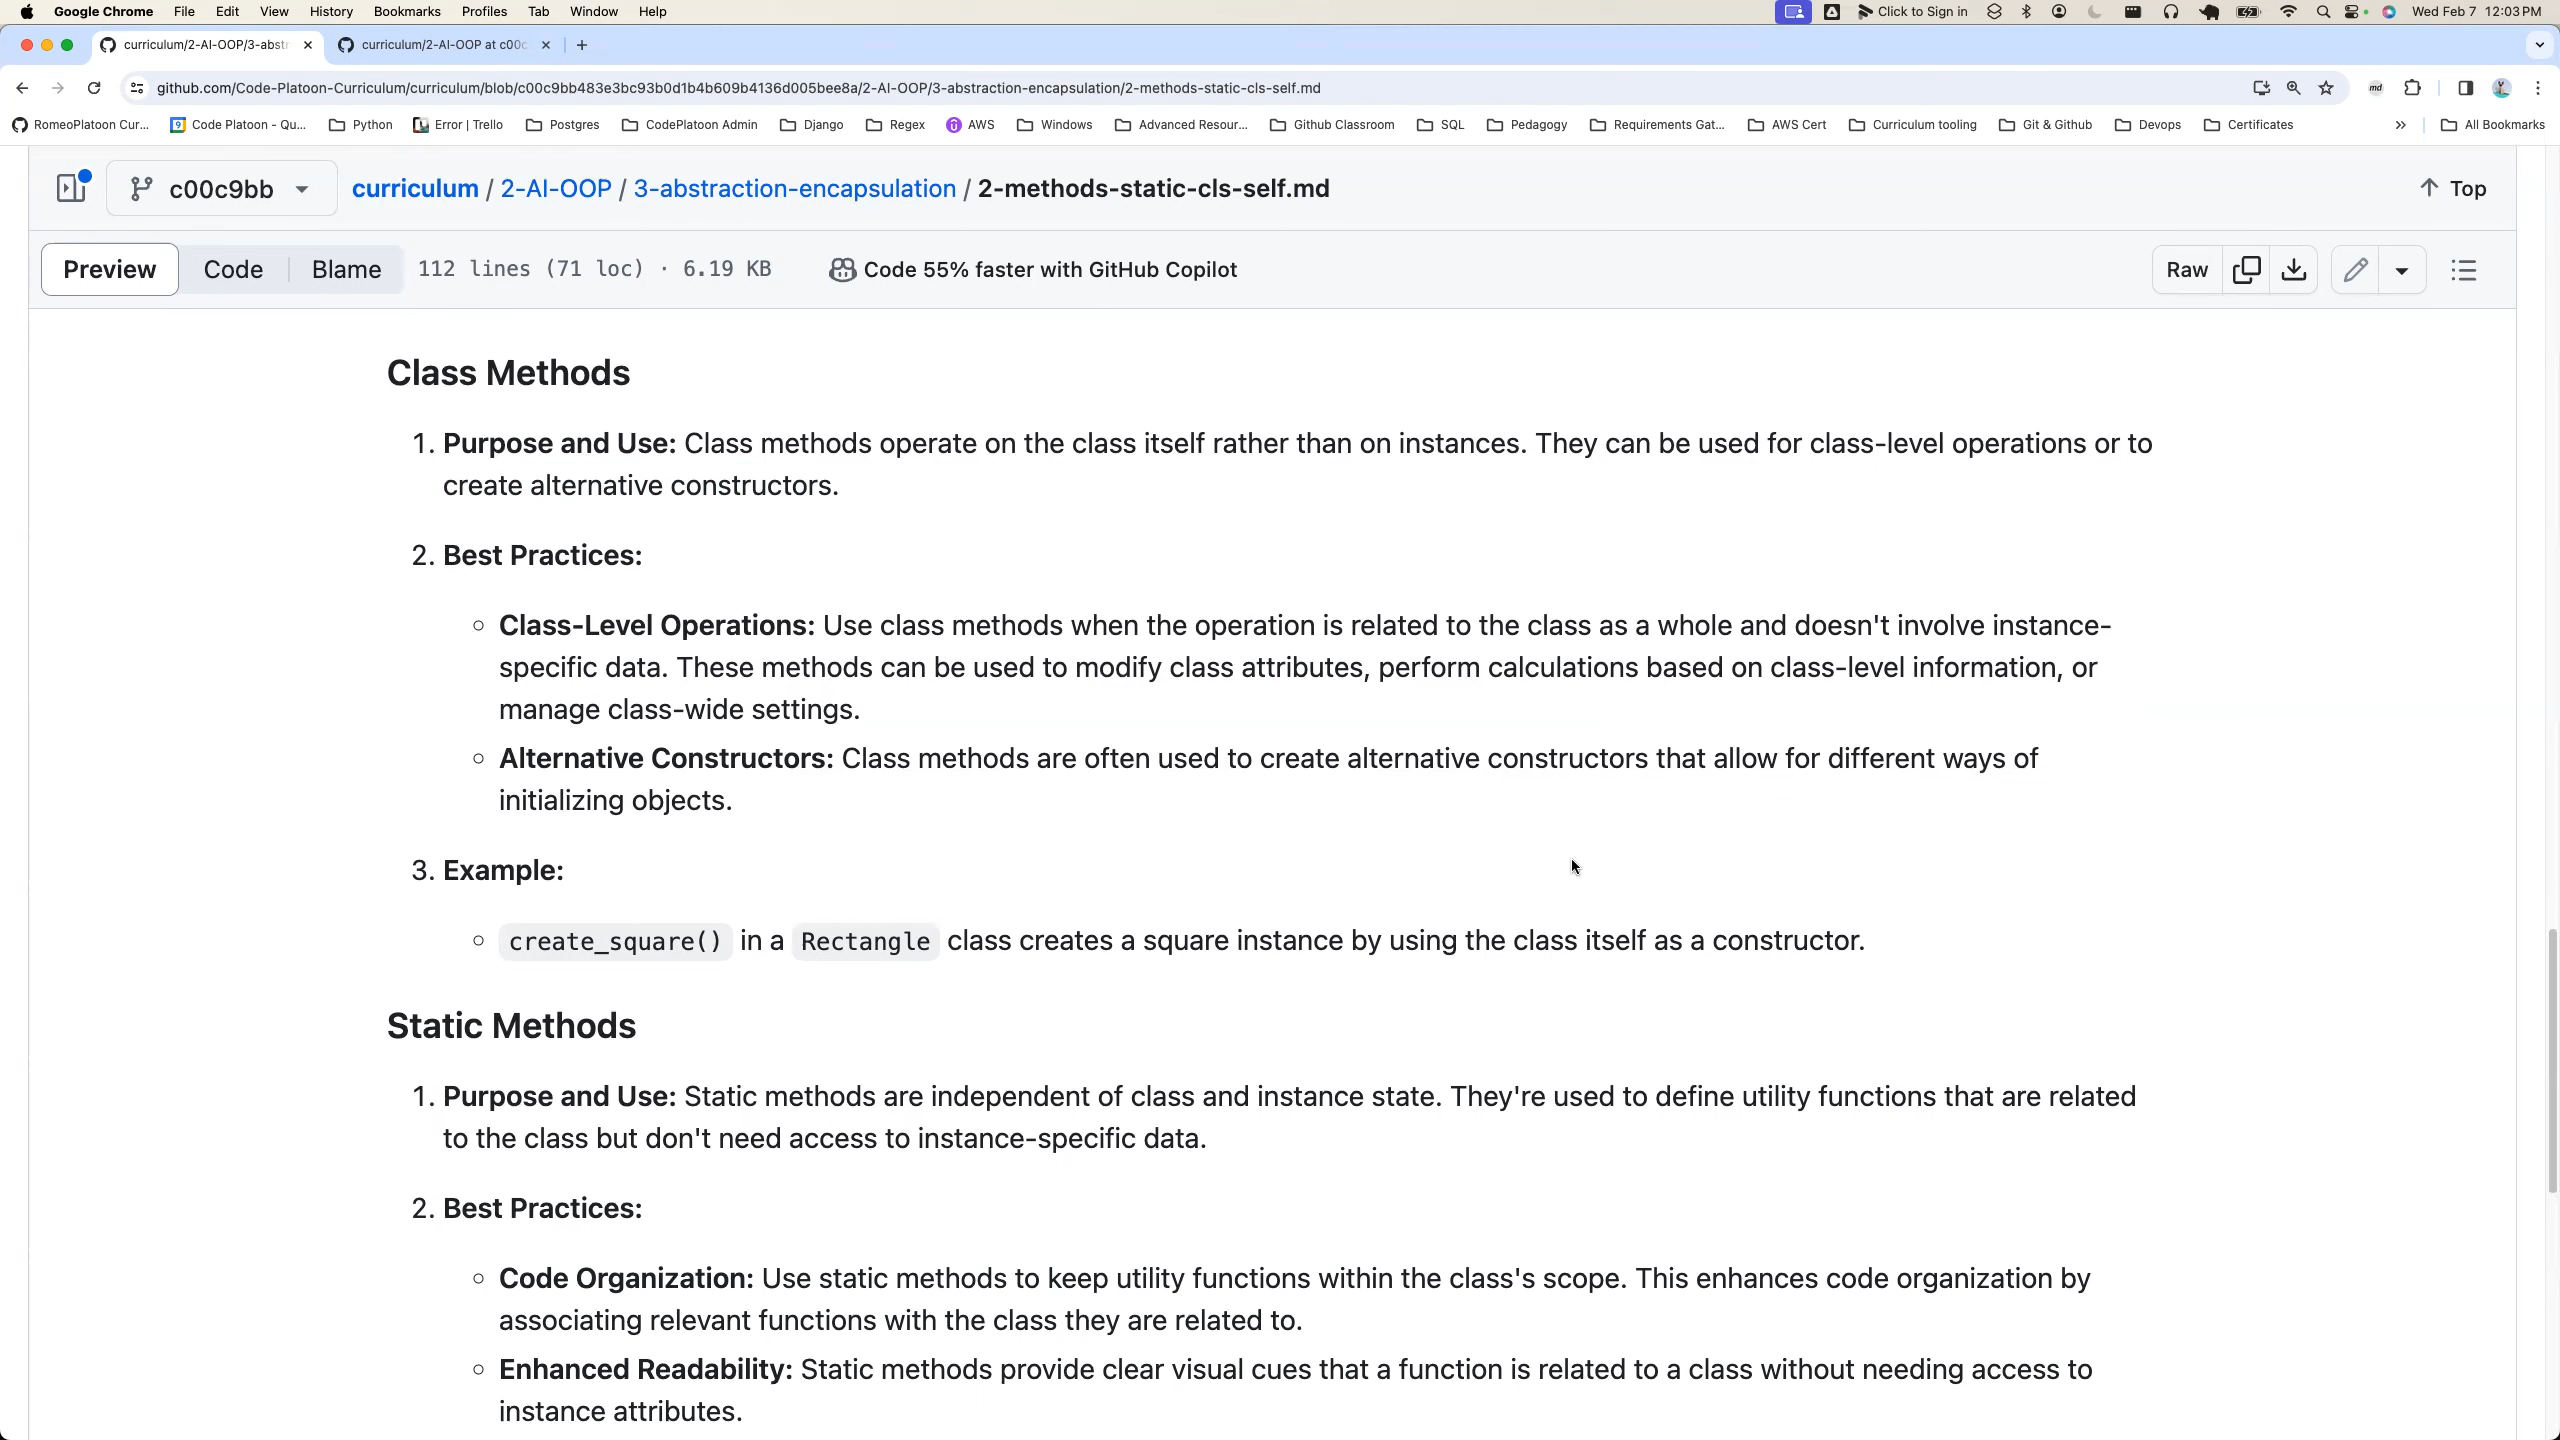 Google Chrome File Edit View History Bookmarks Profiles Tab Window Help Click to Sign in Wed Feb 7 12:03 PM
curriculum/2-AI-OOP/3-abst curriculum/2-AI-OOP at c00c
github.com/Code-Platoon-Curriculum/curriculum/blob/c00c9bb483e3bc93b0d1b4b609b4136d005bee8a/2-AI-OOP/3-abstraction-encapsulation/2-methods-static-cls-self.md
RomeoPlatoon Cur... Code Platoon - Qu... Python Error | Trello Postgres CodePlatoon Admin Django Regex AWS Windows Advanced Resour... Github Classroom SQL Pedagogy Requirements Gat... AWS Cert Curriculum tooling Git & Github Devops Certificates » All Bookmarks
c00c9bb curriculum / 2-AI-OOP / 3-abstraction-encapsulation / 2-methods-static-cls-self.md Top
Preview Code Blame 112 lines (71 loc) · 6.19 KB Code 55% faster with GitHub Copilot Raw
Class Methods
1. Purpose and Use: Class methods operate on the class itself rather than on instances. They can be used for class-level operations or to
create alternative constructors.
2. Best Practices:
Class-Level Operations: Use class methods when the operation is related to the class as a whole and doesn't involve instance-
specific data. These methods can be used to modify class attributes, perform calculations based on class-level information, or
manage class-wide settings.
Alternative Constructors: Class methods are often used to create alternative constructors that allow for different ways of
initializing objects.
3. Example:
create_square() in a Rectangle class creates a square instance by using the class itself as a constructor.
Static Methods
1. Purpose and Use: Static methods are independent of class and instance state. They're used to define utility functions that are related
to the class but don't need access to instance-specific data.
2. Best Practices:
Code Organization: Use static methods to keep utility functions within the class's scope. This enhances code organization by
associating relevant functions with the class they are related to.
Enhanced Readability: Static methods provide clear visual cues that a function is related to a class without needing access to
instance attributes.